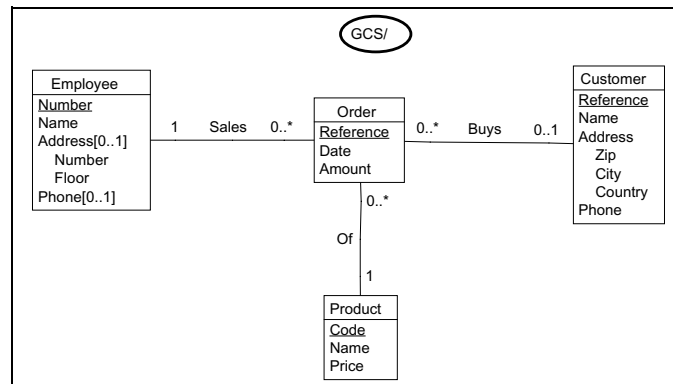 GCS/
Employee
Number
Name
Address[0..1]
Number
Floor
Phone[0..1]
1 Sales 0..*
Order
Reference
Date
Amount
0..* Buys 0..1
Customer
Reference
Name
Address
Zip
City
Country
Phone
0..*
Of
1
Product
Code
Name
Price